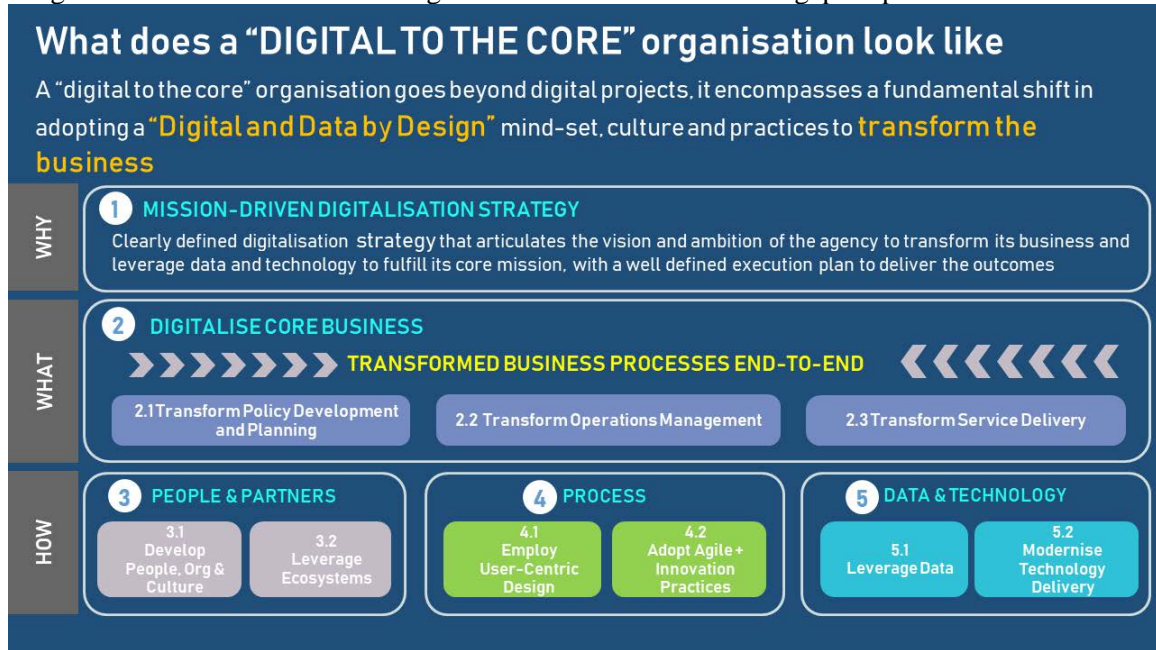 What does a “DIGITAL TO THE CORE” organisation look like
A “digital to the core” organisation goes beyond digital projects, it encompasses a fundamental shift in
adopting a “Digital and Data by Design” mind-set, culture and practices to transform the
business
WHY
1 MISSION-DRIVEN DIGITALISATION STRATEGY
Clearly defined digitalisation strategy that articulates the vision and ambition of the agency to transform its business and
leverage data and technology to fulfill its core mission, with a well defined execution plan to deliver the outcomes
WHAT
2 DIGITALISE CORE BUSINESS
TRANSFORMED BUSINESS PROCESSES END-TO-END
2.1 Transform Policy Development
and Planning
2.2 Transform Operations Management
2.3 Transform Service Delivery
HOW
3 PEOPLE & PARTNERS
3.1
Develop
People, Org &
Culture
3.2
Leverage
Ecosystems
4 PROCESS
4.1
Employ
User-Centric
Design
4.2
Adopt Agile +
Innovation
Practices
5 DATA & TECHNOLOGY
5.1
Leverage Data
5.2
Modernise
Technology
Delivery